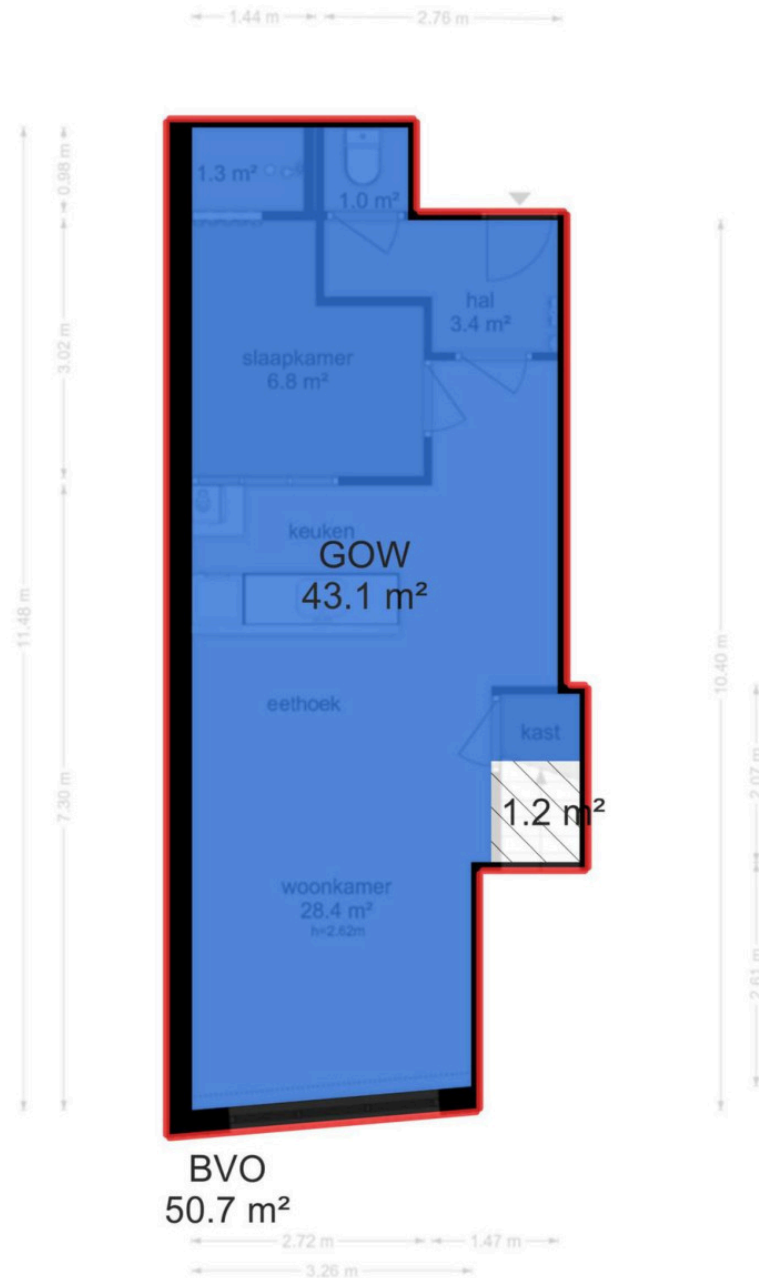 1.44 m
2.76 m
0.98 m
1.3 m²
1.0 m²
hal
3.4 m²
3.02 m
slaapkamer
6.8 m²
keuken
GOW
43.1 m²
11.48 m
10.40 m
eethoek
kast
2.07 m
7.30 m
1.2 m²
woonkamer
28.4 m²
h=2.62m
2.61 m
BVO
50.7 m²
2.72 m
1.47 m
3.26 m